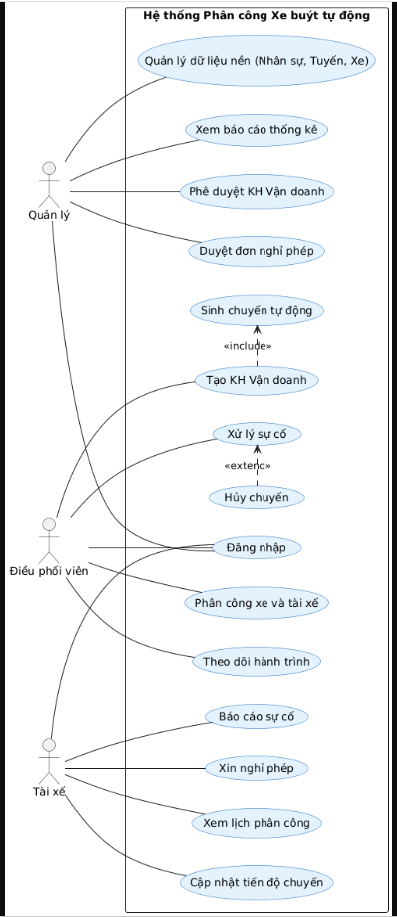 Hệ thống Phân công Xe buýt tự động
Quản lý dữ liệu nền (Nhân sự, Tuyến, Xe)
Xem báo cáo thống kê
Phê duyệt KH Vận doanh
Quản lý
Duyệt đơn nghỉ phép
Sinh chuyến tự động
«include»
Tạo KH Vận doanh
Xử lý sự cố
«extend»
Hủy chuyến
Đăng nhập
Điều phối viên
Phân công xe và tài xế
Theo dõi hành trình
Báo cáo sự cố
Xin nghỉ phép
Tài xế
Xem lịch phân công
Cập nhật tiến độ chuyến